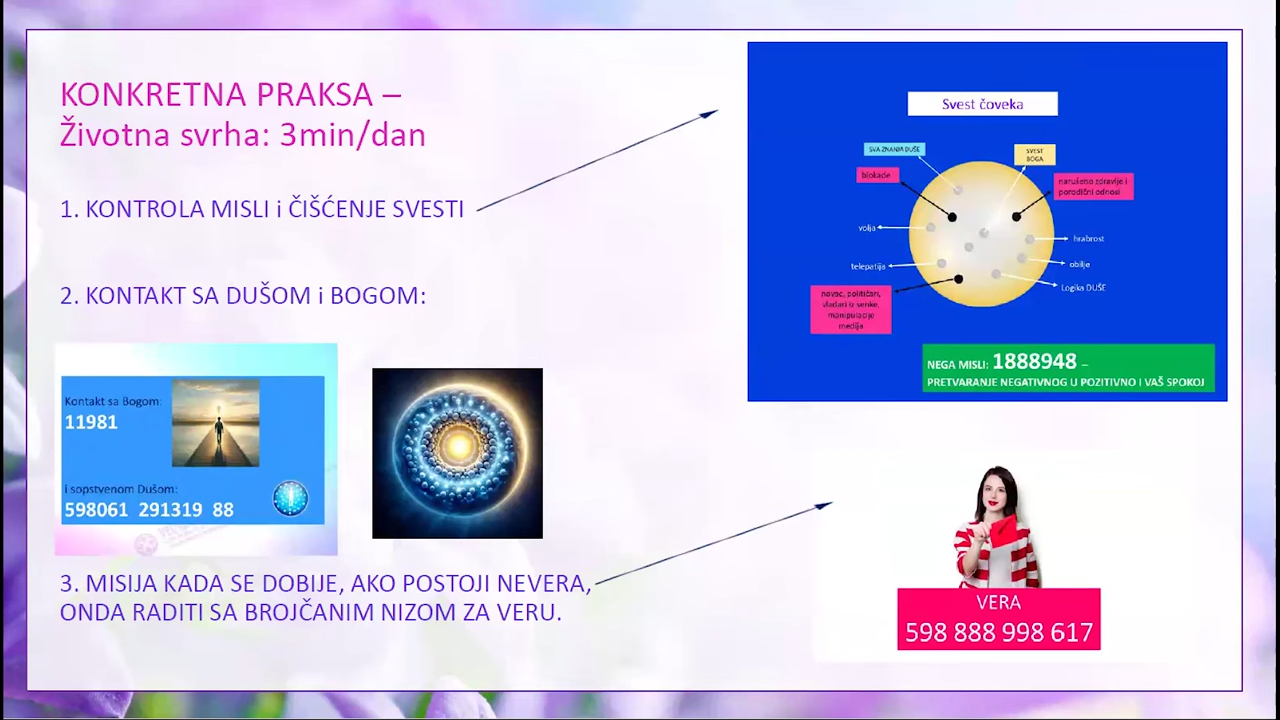 KONKRETNA PRAKSA –
Životna svrha: 3min/dan
1. KONTROLA MISLI i ČIŠĆENJE SVESTI
2. KONTAKT SA DUŠOM i BOGOM:
Kontakt sa Bogom:
11981
i sopstvenom Dušom:
598061 291319 88
3. MISIJA KADA SE DOBIJE, AKO POSTOJI NEVERA,
ONDA RADITI SA BROJČANIM NIZOM ZA VERU.
Svest čoveka
SVA ZNANJA DUŠE
SVEST
BOGA
blokade
narušeno zdravlje i
porodični odnosi
volja
hrabrost
telepatija
obilje
Logika DUŠE
novac, političari,
vladari iz senke,
manipulacije
medija
NEGA MISLI: 1888948 –
PRETVARANJE NEGATIVNOG U POZITIVNO I VAŠ SPOKOJ
VERA
598 888 998 617